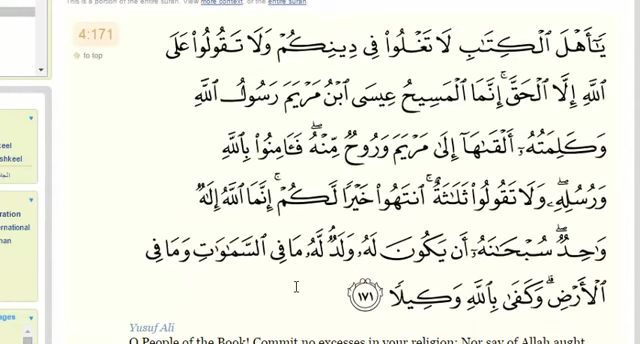 This is a portion of the entire surah. View more context, or the entire surah
4:171
to top
يَٰٓأَهْلَ ٱلْكِتَٰبِ لَا تَغْلُوا۟ فِى دِينِكُمْ وَلَا تَقُولُوا۟ عَلَى
ٱللَّهِ إِلَّا ٱلْحَقَّ ۚ إِنَّمَا ٱلْمَسِيحُ عِيسَى ٱبْنُ مَرْيَمَ رَسُولُ ٱللَّهِ
وَكَلِمَتُهُۥٓ أَلْقَىٰهَآ إِلَىٰ مَرْيَمَ وَرُوحٌ مِّنْهُ ۖ فَـَٔامِنُوا۟ بِٱللَّهِ
وَرُسُلِهِۦ ۖ وَلَا تَقُولُوا۟ ثَلَٰثَةٌ ۚ ٱنتَهُوا۟ خَيْرًا لَّكُمْ ۚ إِنَّمَا ٱللَّهُ إِلَٰهٌ
وَٰحِدٌ ۖ سُبْحَٰنَهُۥٓ أَن يَكُونَ لَهُۥ وَلَدٌ ۘ لَّهُۥ مَا فِى ٱلسَّمَٰوَٰتِ وَمَا فِى
ٱلْأَرْضِ ۗ وَكَفَىٰ بِٱللَّهِ وَكِيلًا ١٧١
Yusuf Ali
O People of the Book! Commit no excesses in your religion: Nor say of Allah aught